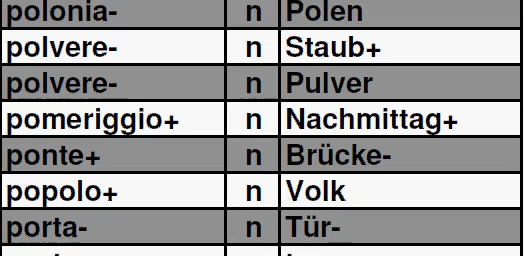 polonia- n Polen
polvere- n Staub+
polvere- n Pulver
pomeriggio+ n Nachmittag+
ponte+ n Brücke-
popolo+ n Volk
porta- n Tür-